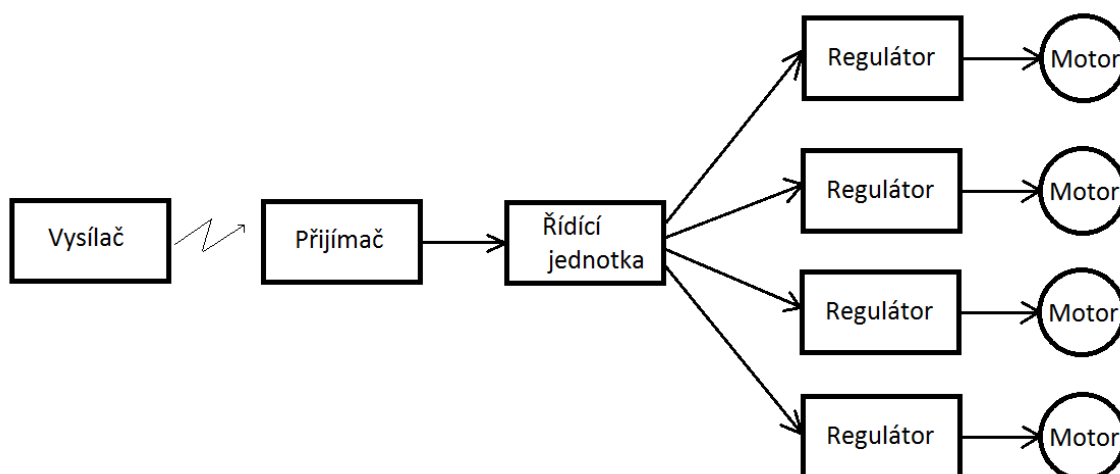 Vysílač
Přijímač
Řídící
jednotka
Regulátor
Motor
Regulátor
Motor
Regulátor
Motor
Regulátor
Motor